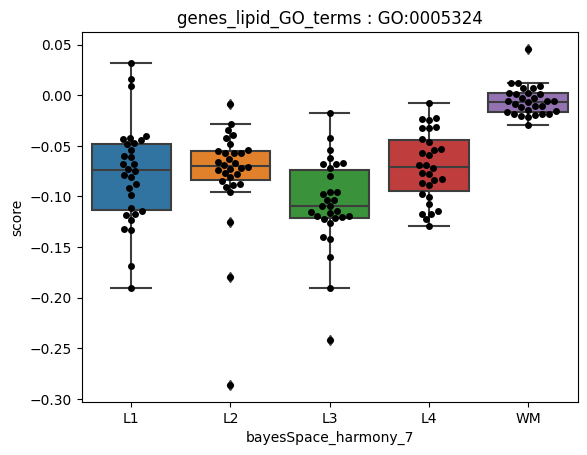 genes_lipid_GO_terms : GO:0005324
0.05
0.00
−0.05
−0.10
−0.15
−0.20
−0.25
−0.30
score
L1 L2 L3 L4 WM
bayesSpace_harmony_7